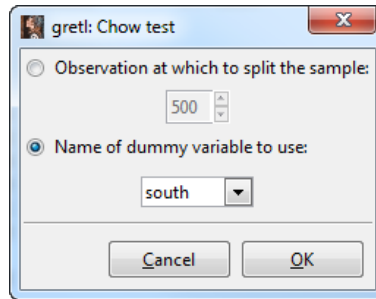 gretl: Chow test
Observation at which to split the sample:
500
Name of dummy variable to use:
south
Cancel
OK